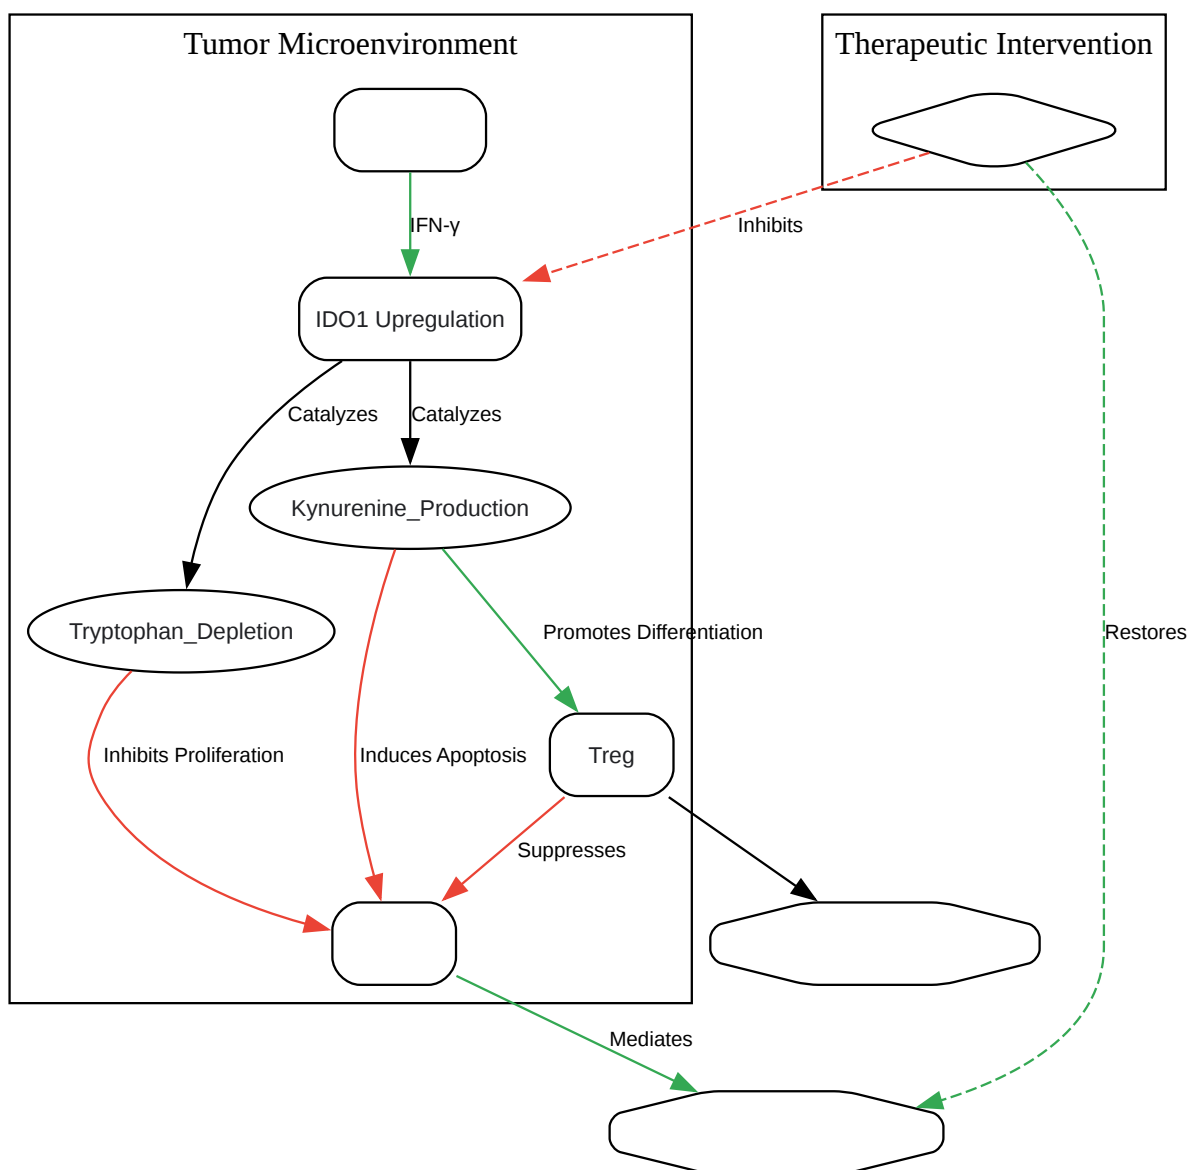 Tumor Microenvironment
Therapeutic Intervention
IFN-γ
Inhibits
IDO1 Upregulation
Catalyzes
Catalyzes
Kynurenine_Production
Tryptophan_Depletion
Promotes Differentiation
Restores
Inhibits Proliferation
Induces Apoptosis
Treg
Suppresses
Mediates